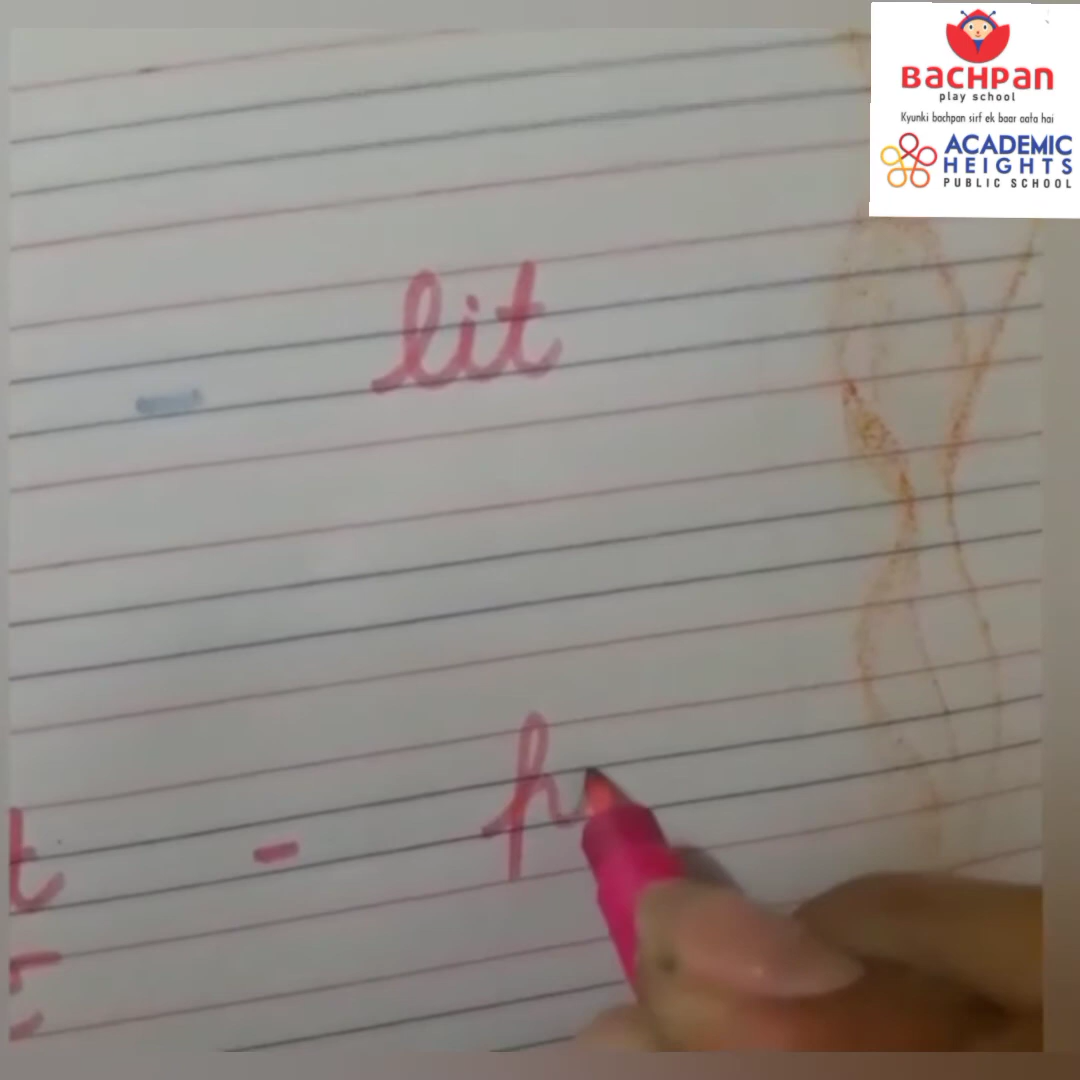 BACHPAN
play school
Kyunki bachpan sirf ek baar aata hai
ACADEMIC
HEIGHTS
PUBLIC SCHOOL
- lit
t - p